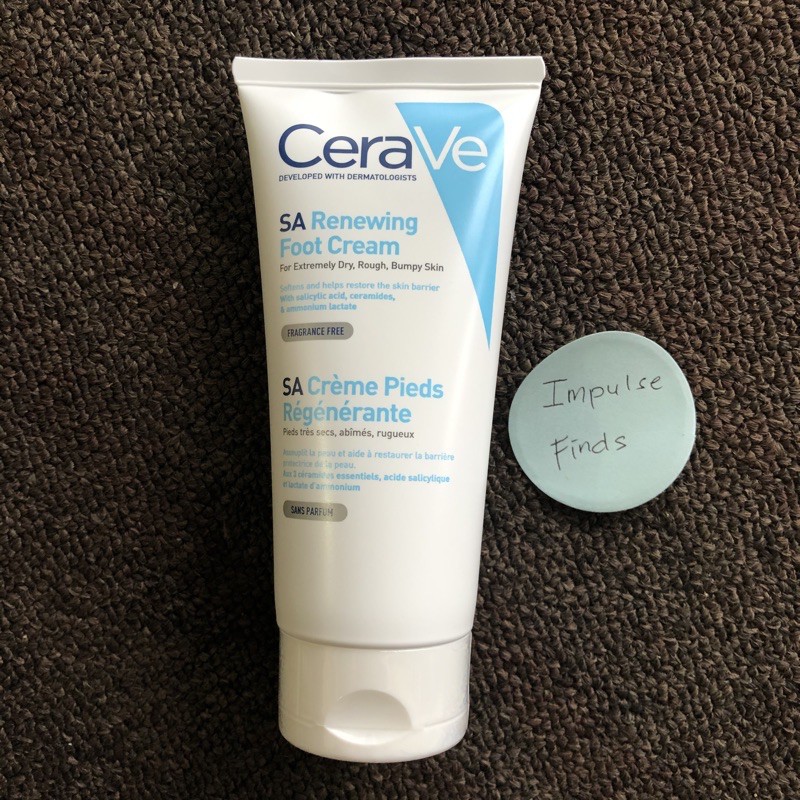 CeraVe
DEVELOPED WITH DERMATOLOGISTS
SA Renewing
Foot Cream
For Extremely Dry, Rough, Bumpy Skin
Softens and helps restore the skin barrier
With salicylic acid, ceramides,
& ammonium lactate
FRAGRANCE FREE
SA Crème Pieds
Régénérante
Pieds très secs, abîmés, rugueux
Assouplit la peau et aide à restaurer la barrière
protectrice de la peau.
Aux 3 céramides essentiels, acide salicylique
et lactate d'ammonium
SANS PARFUM
Impulse
Finds